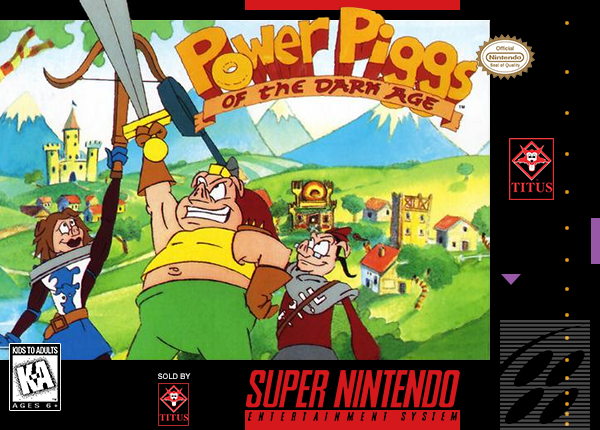 Power Piggs
OF the DARK AGE
™
Official
Nintendo
Seal of Quality
TITUS
KIDS TO ADULTS
K-A
AGES 6+
SOLD BY
TITUS
SUPER NINTENDO
ENTERTAINMENT SYSTEM